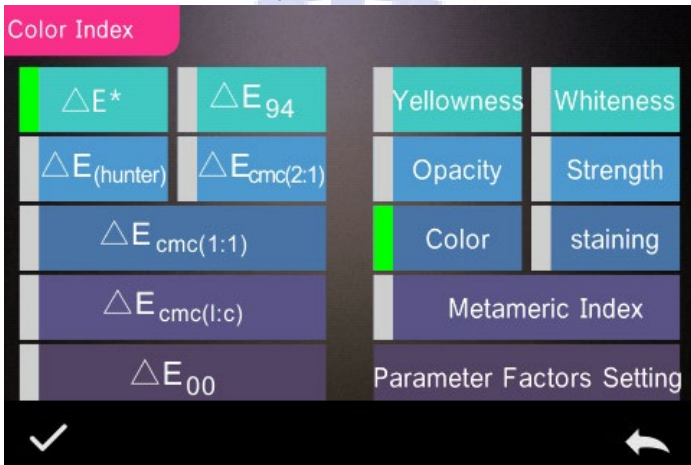 Color Index
△E*
△E94
Yellowness
Whiteness
△E(hunter)
△Ecmc(2:1)
Opacity
Strength
△Ecmc(1:1)
Color
staining
△Ecmc(l:c)
Metameric Index
△E00
Parameter Factors Setting